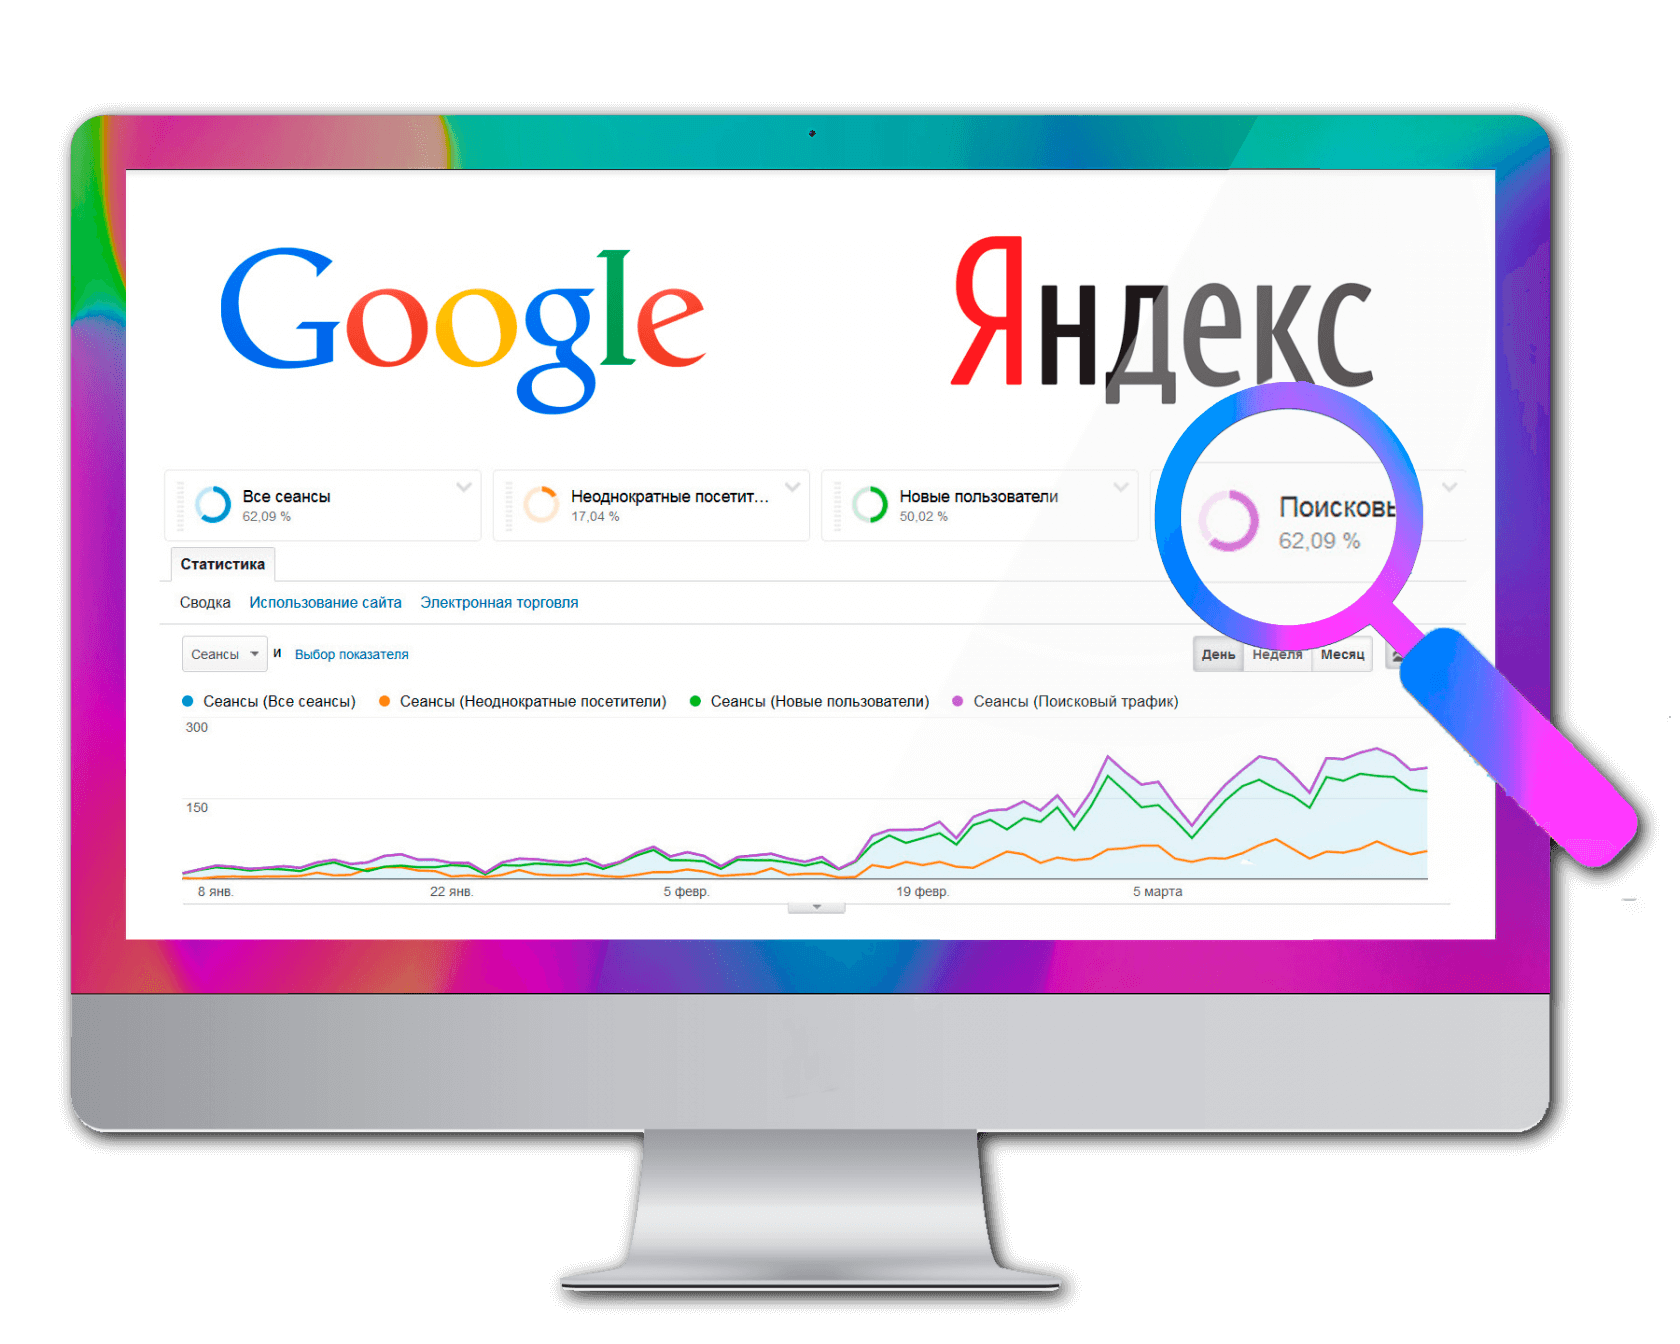 Google Яндекс
Все сеансы
62,09 %
Неоднократные посетит...
17,04 %
Новые пользователи
50,02 %
Поисковы
62,09 %
Статистика
Сводка Использование сайта Электронная торговля
Сеансы и Выбор показателя День Неделя Месяц
Сеансы (Все сеансы) Сеансы (Неоднократные посетители) Сеансы (Новые пользователи) Сеансы (Поисковый трафик)
300
150
8 янв. 22 янв. 5 февр. 19 февр. 5 марта